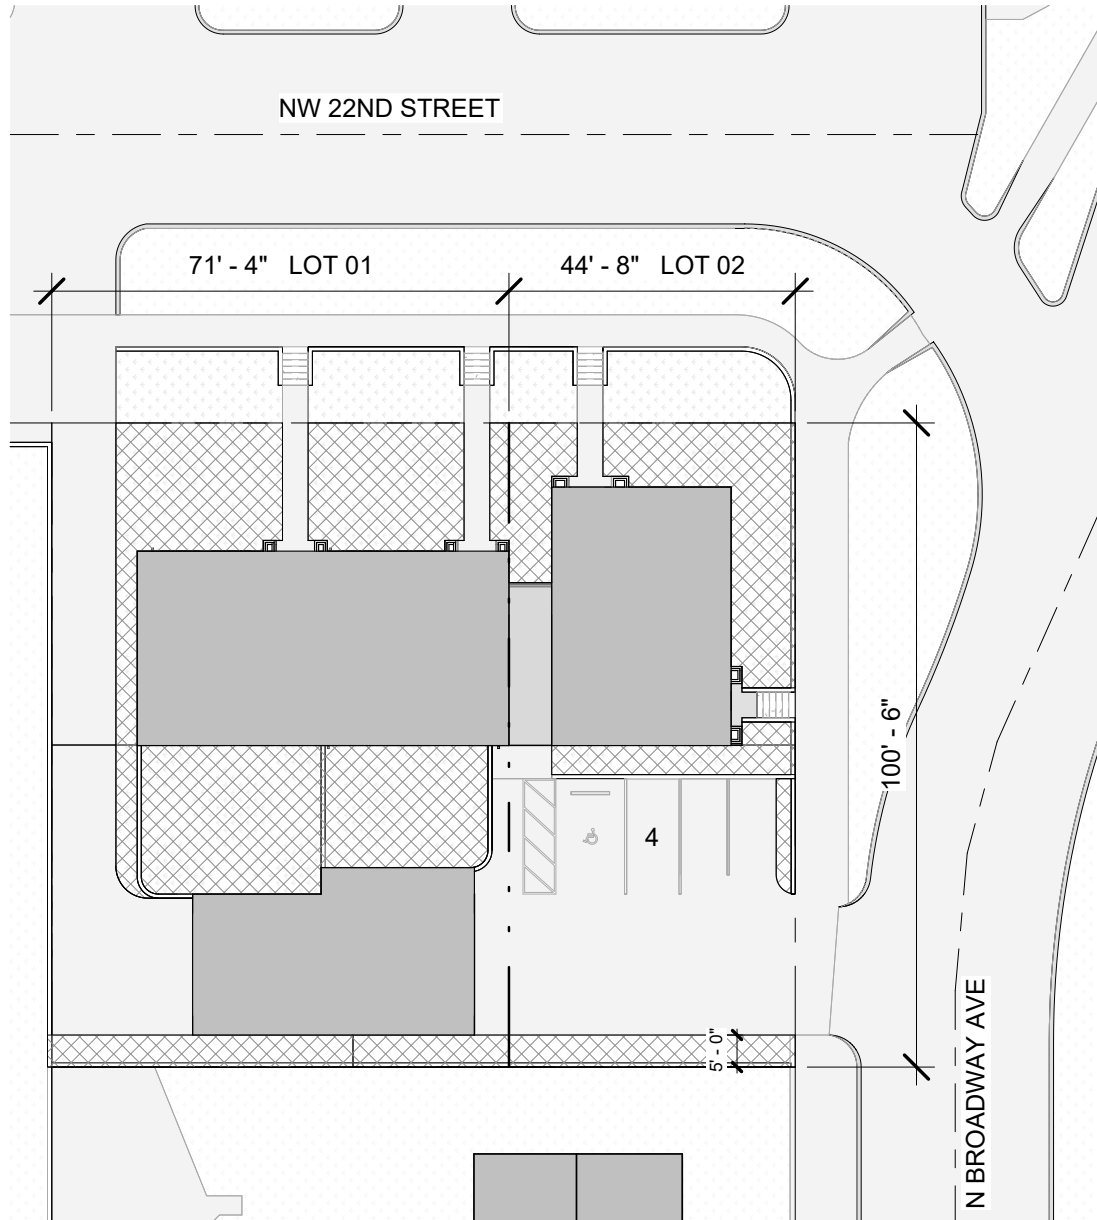 NW 22ND STREET
71' - 4" LOT 01
44' - 8" LOT 02
100' - 6"
4
5' - 0"
N BROADWAY AVE